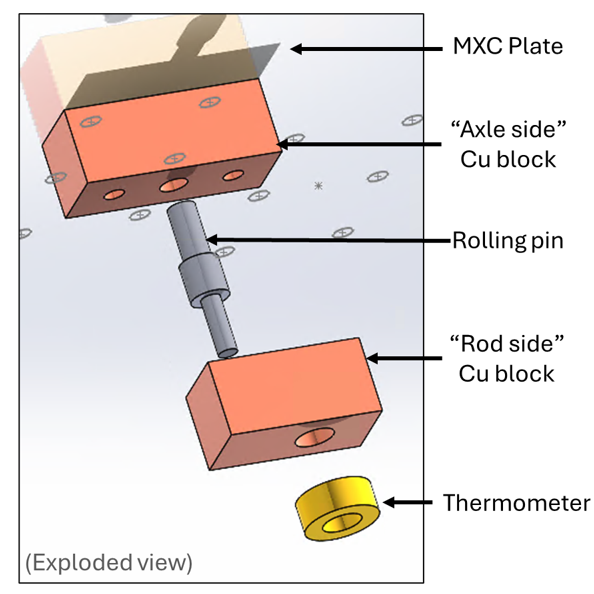 MXC Plate
“Axle side”
Cu block
Rolling pin
“Rod side”
Cu block
Thermometer
(Exploded view)